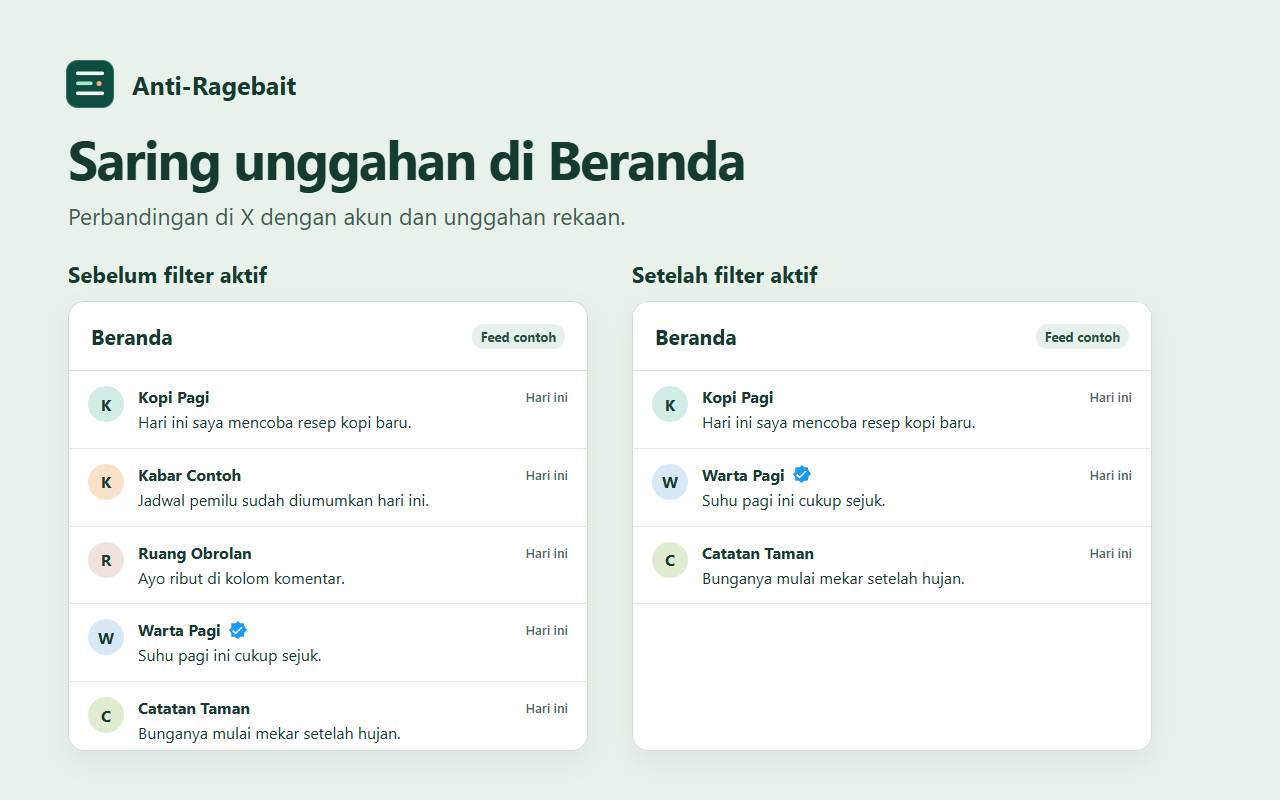 Anti-Ragebait
Saring unggahan di Beranda
Perbandingan di X dengan akun dan unggahan rekaan.
Sebelum filter aktif
Beranda
Feed contoh
K
Kopi Pagi
Hari ini
Hari ini saya mencoba resep kopi baru.
K
Kabar Contoh
Hari ini
Jadwal pemilu sudah diumumkan hari ini.
R
Ruang Obrolan
Hari ini
Ayo ribut di kolom komentar.
W
Warta Pagi
Hari ini
Suhu pagi ini cukup sejuk.
C
Catatan Taman
Hari ini
Bunganya mulai mekar setelah hujan.
Setelah filter aktif
Beranda
Feed contoh
K
Kopi Pagi
Hari ini
Hari ini saya mencoba resep kopi baru.
W
Warta Pagi
Hari ini
Suhu pagi ini cukup sejuk.
C
Catatan Taman
Hari ini
Bunganya mulai mekar setelah hujan.